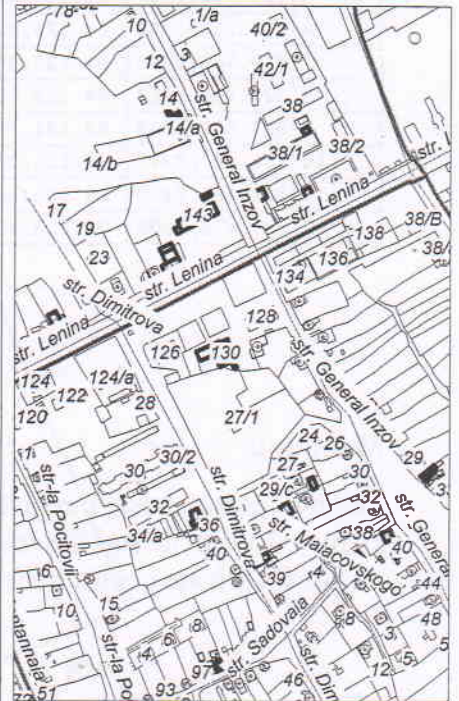 10
1/a
40/2
12
3
42/1
14
38
14/a
str. General Inzov
38/1
38/2
14/b
str. Lenina
str.
17
143
19
138
38/B
23
136
str. Lenina
134
str. Dimitrova
str. Lenina
128
126
130
str. General Inzov
124
124/a
122
28
120
27/1
24
26
30/2
27
30
29
30
29/c
32
str-la Pocitovii
32
36
str. Dimitrova
str. General
34/a
38
40
str. Maiacovskogo
40
39
6
4
44
15
10
8
8
3
48
6
str. Sadovaia
4
97
12
str-la Po
93
46
str. Dim
51